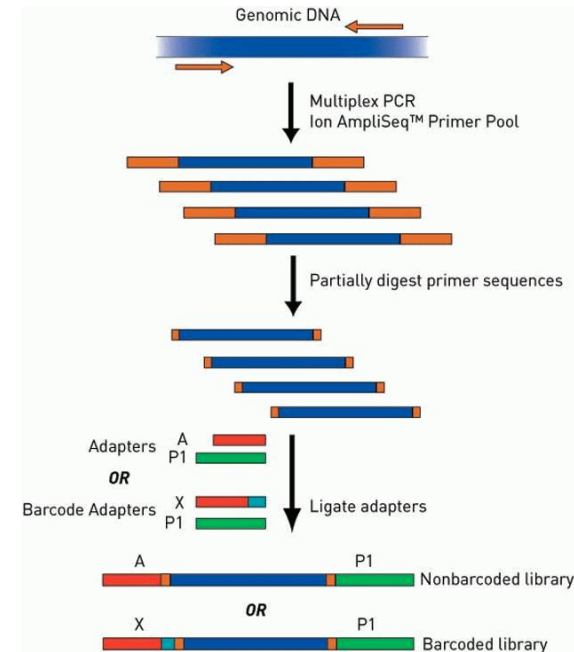 Genomic DNA
Multiplex PCR
Ion AmpliSeq™ Primer Pool
Partially digest primer sequences
Adapters
A
P1
OR
Barcode Adapters
X
P1
Ligate adapters
A
P1
Nonbarcoded library
OR
X
P1
Barcoded library